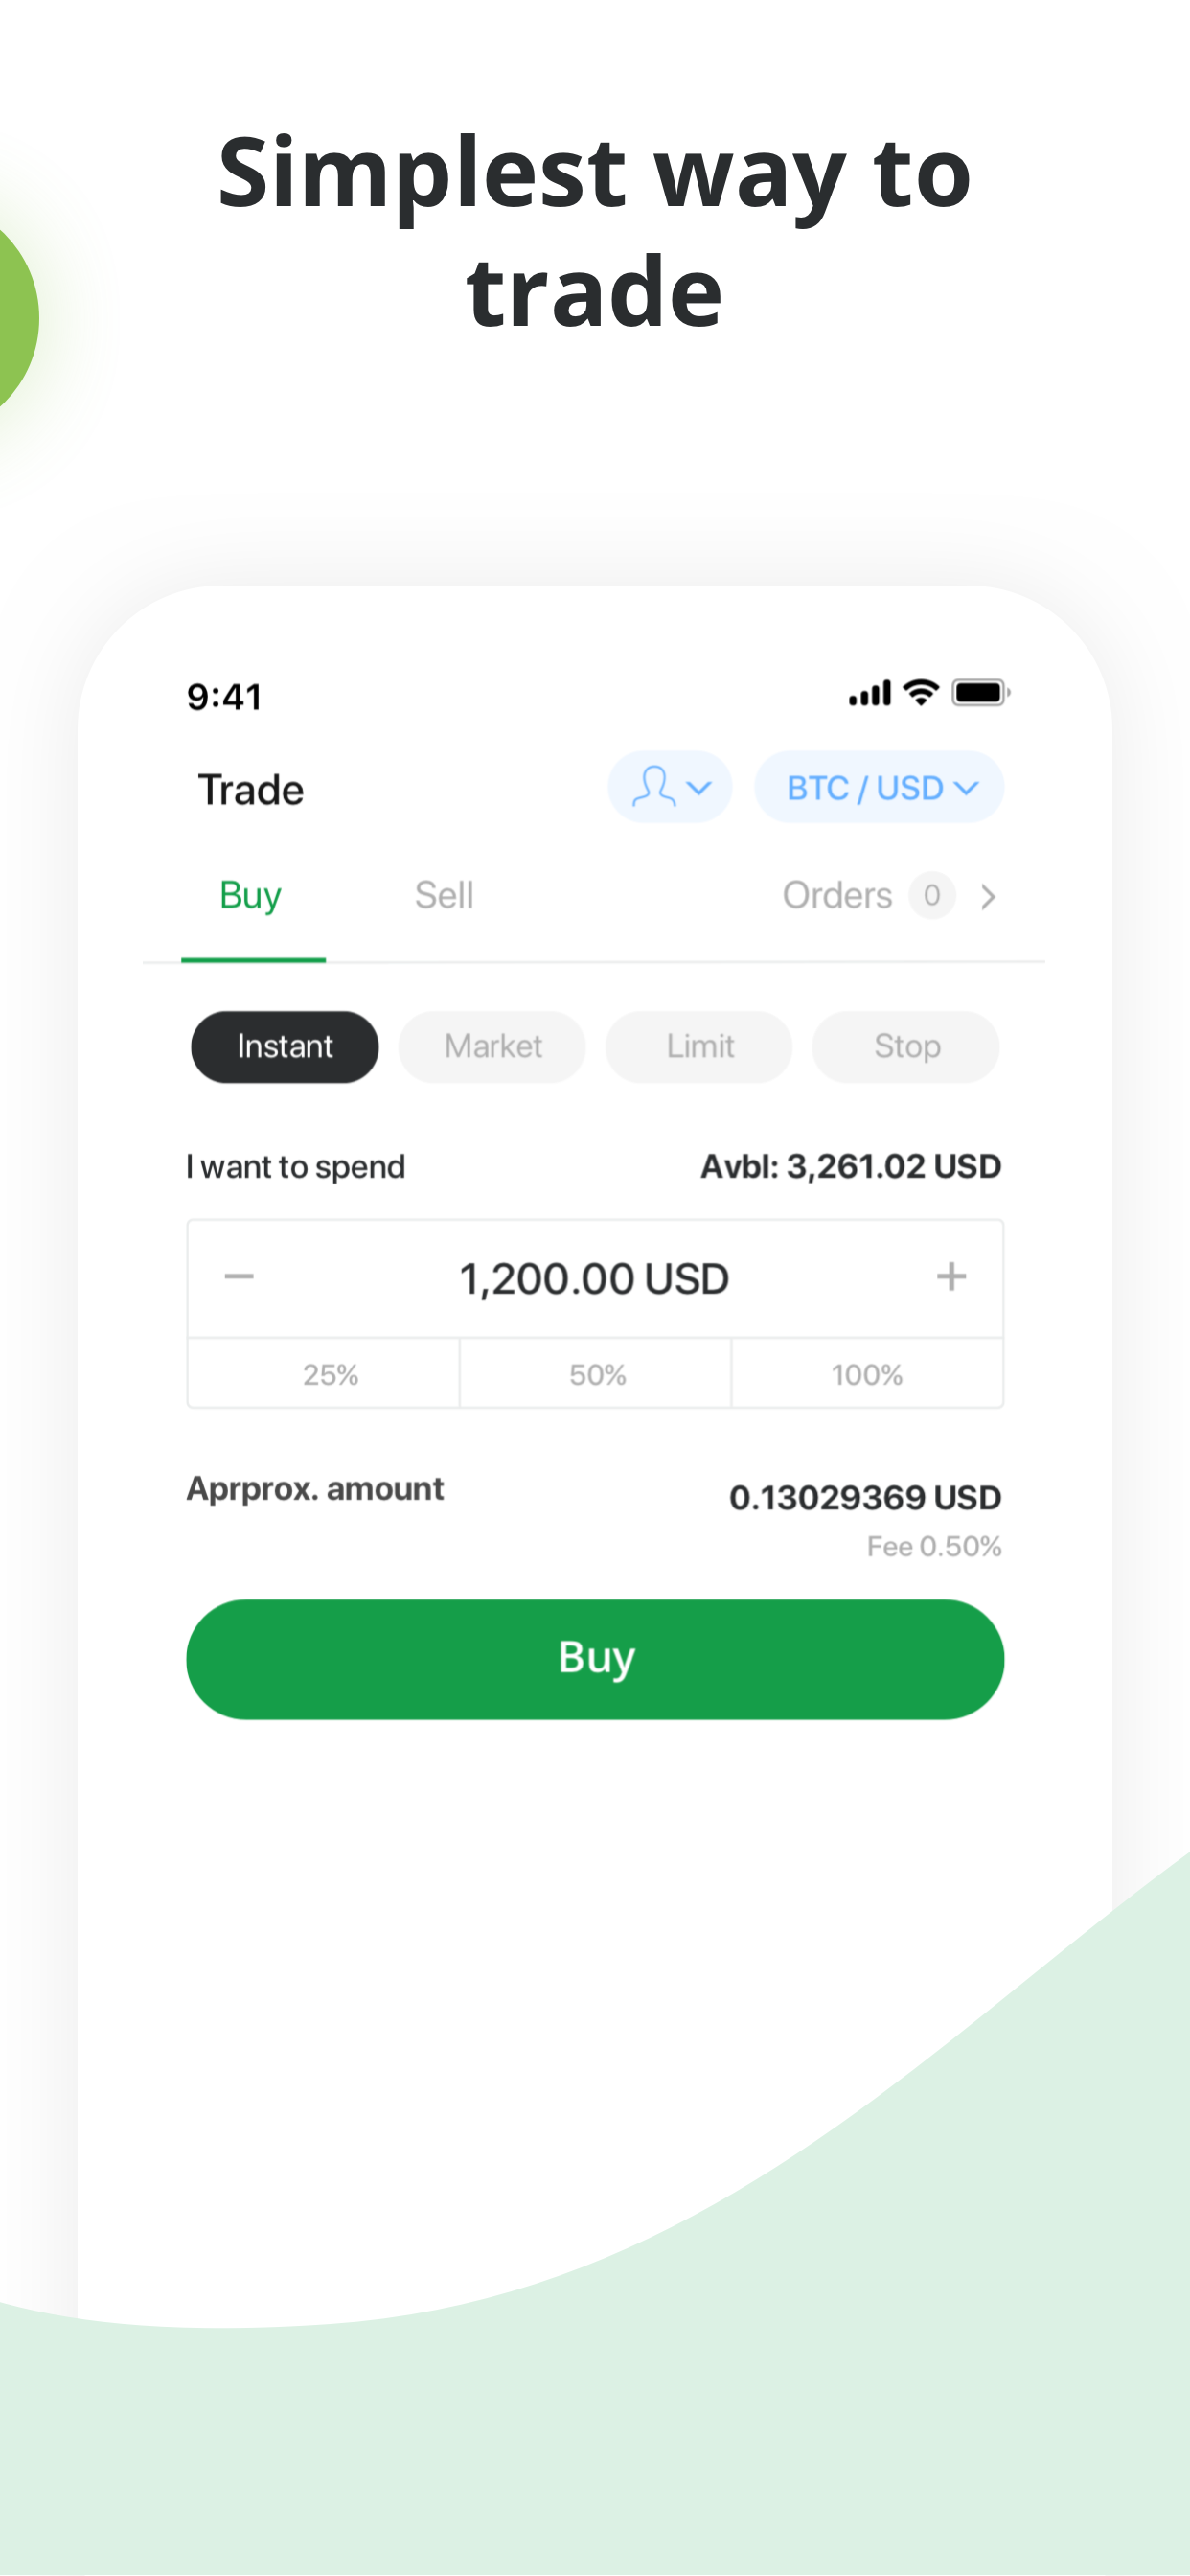 Simplest way to
trade
9:41
Trade
BTC / USD
Buy
Sell
Orders 0
Instant
Market
Limit
Stop
I want to spend
Avbl: 3,261.02 USD
1,200.00 USD
25%
50%
100%
Aprprox. amount
0.13029369 USD
Fee 0.50%
Buy